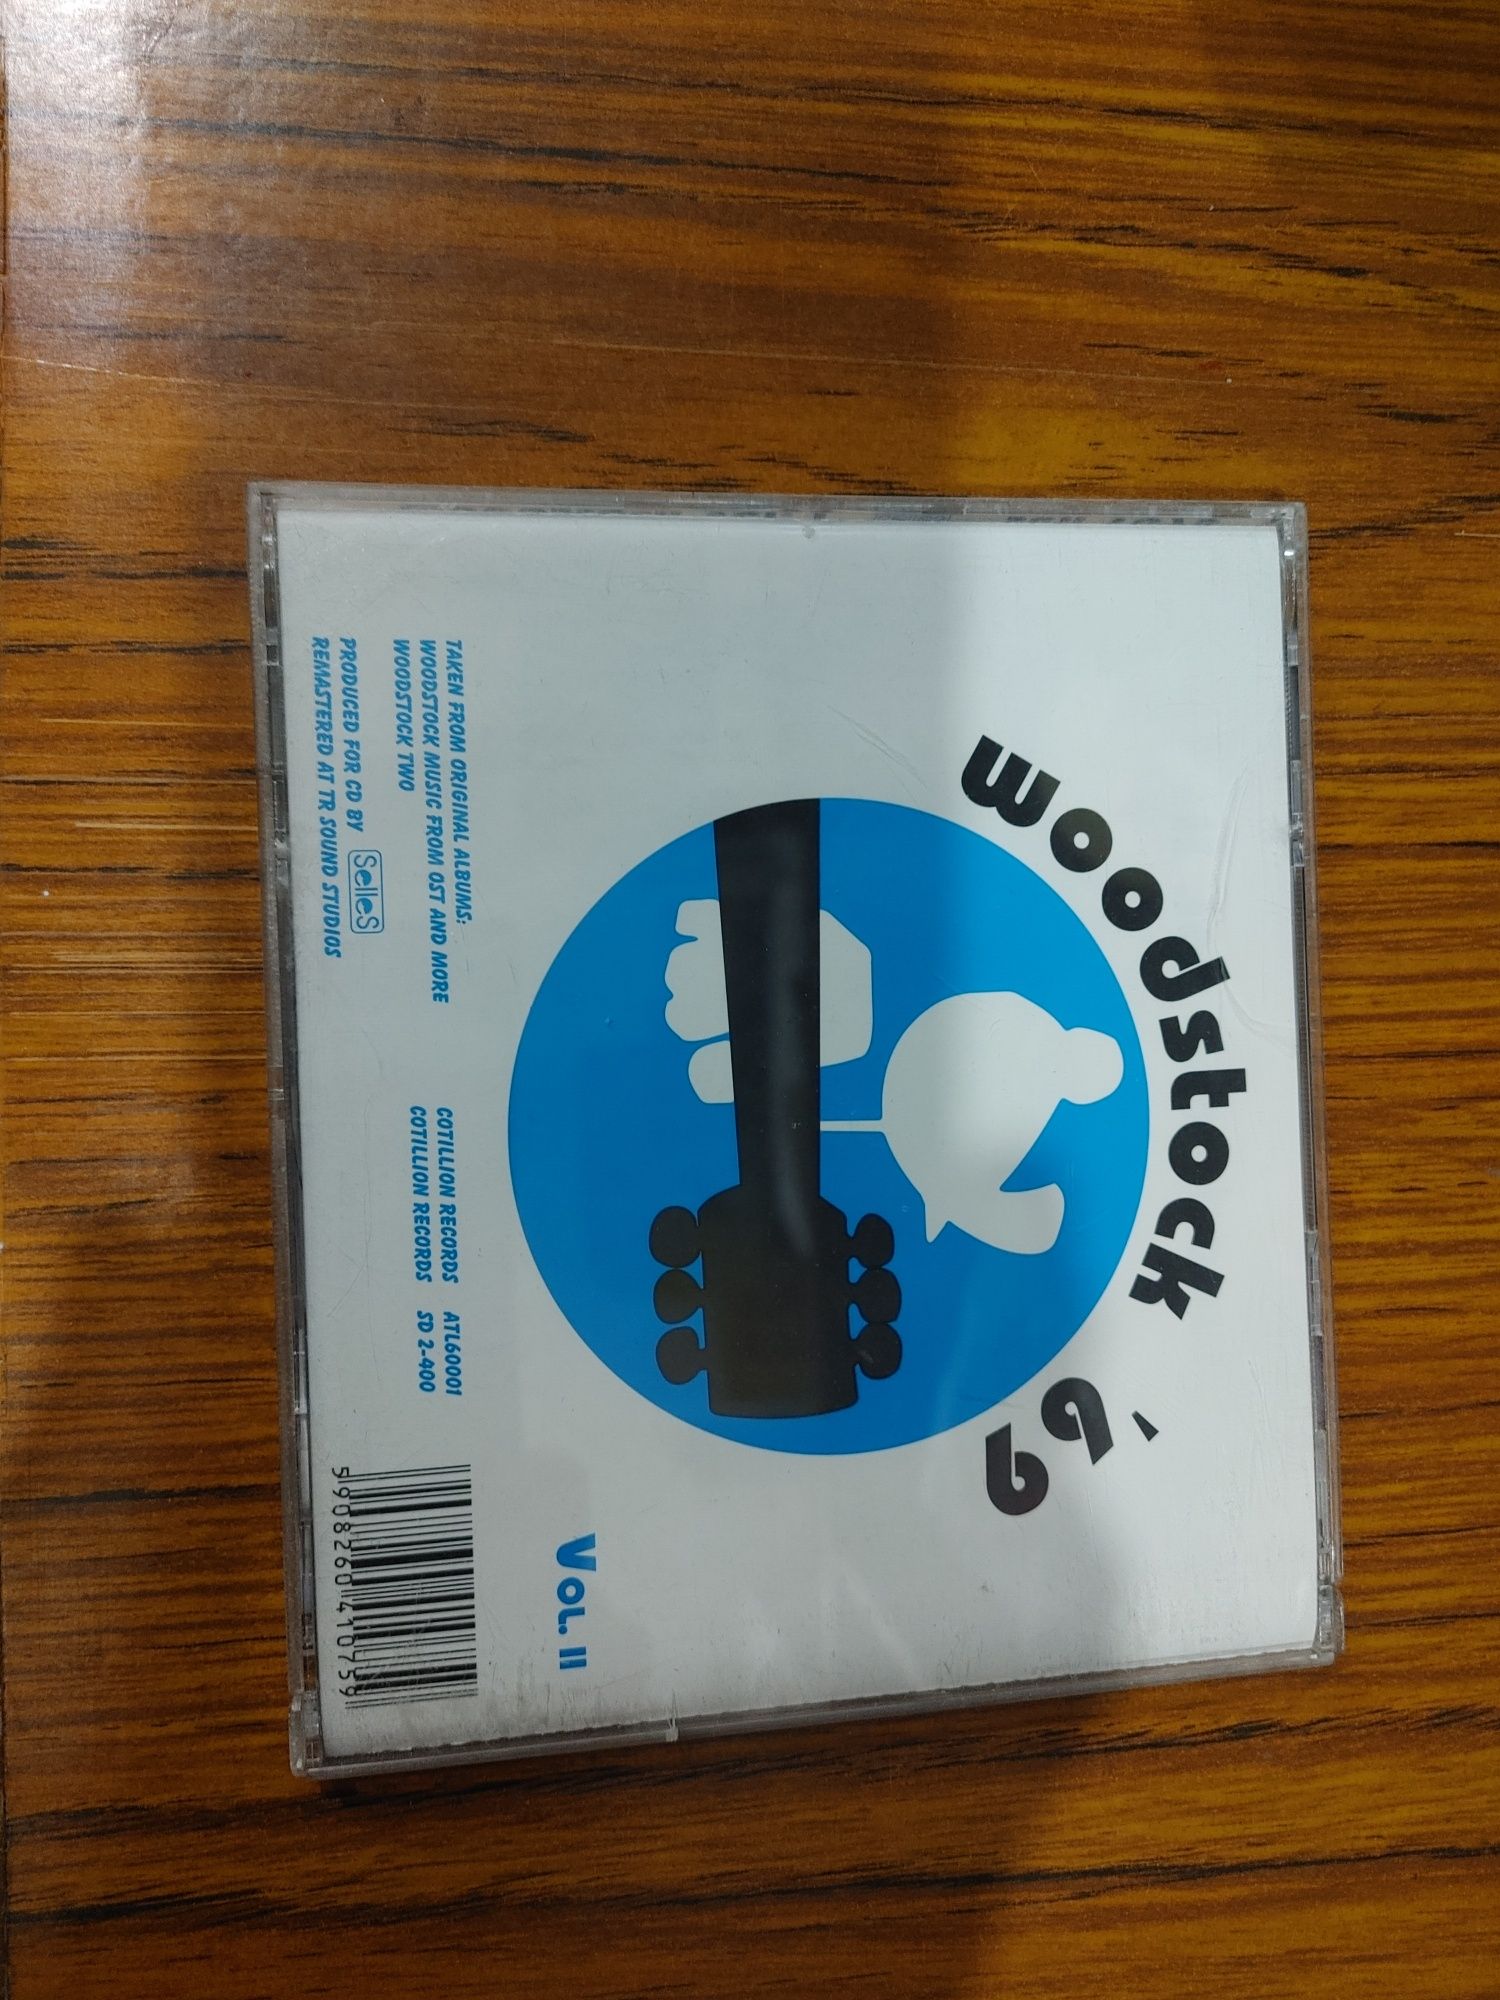 woodstock '69
Vol. II
TAKEN FROM ORIGINAL ALBUMS:
WOODSTOCK MUSIC FROM OST AND MORE
WOODSTOCK TWO
COTILLION RECORDS ATL60001
COTILLION RECORDS SD 2-400
PRODUCED FOR CD BY SelleS
REMASTERED AT TR SOUND STUDIOS
5908260410759